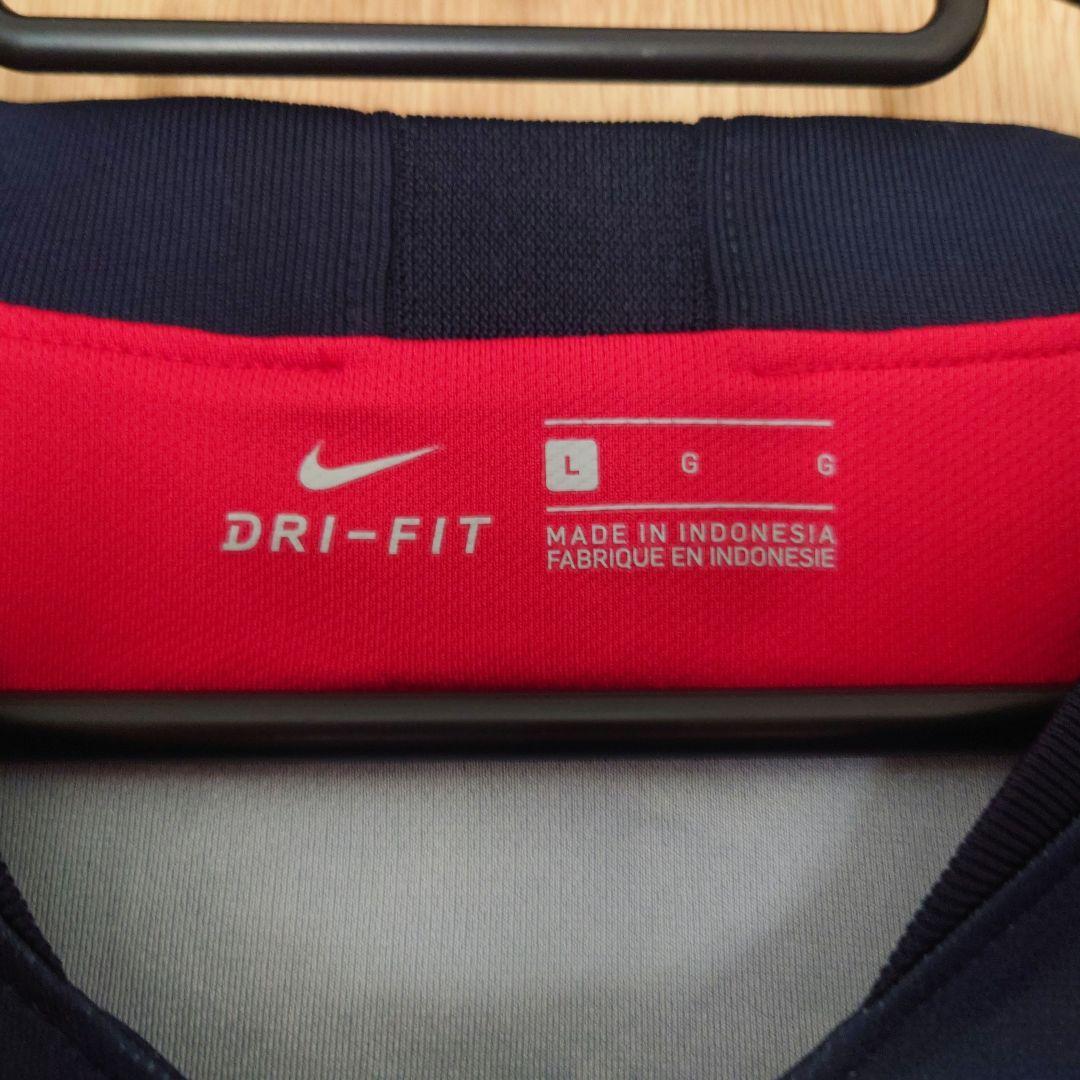 DRI-FIT
L G G
MADE IN INDONESIA
FABRIQUE EN INDONESIE